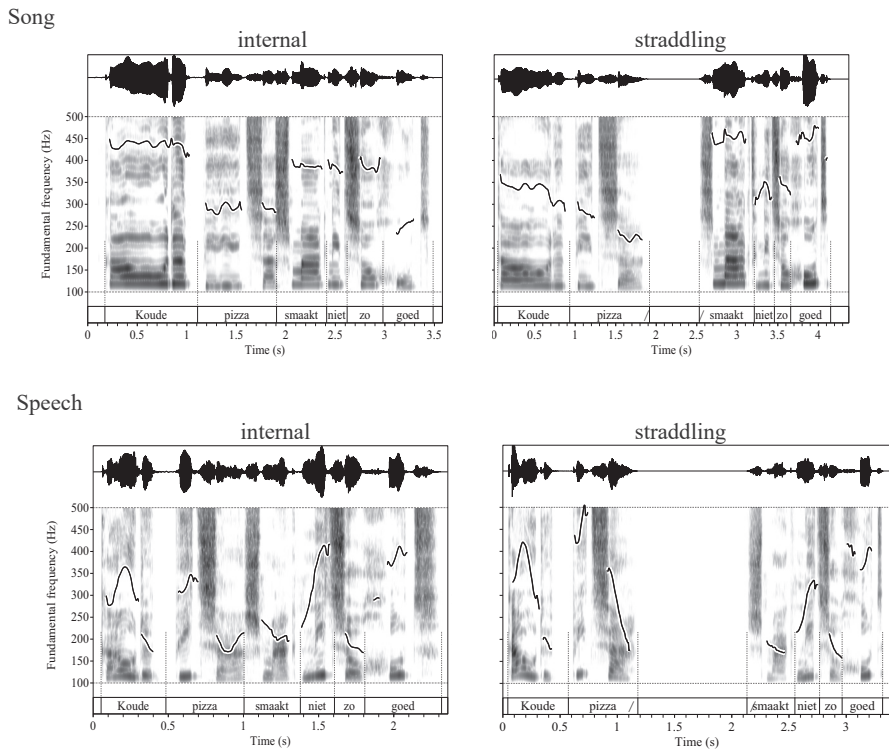 Song
internal
straddling
Fundamental frequency (Hz)
500
450
400
350
300
250
200
150
100
Koude pizza smaakt niet zo goed
0 0.5 1 1.5 2 2.5 3 3.5
Time (s)
Koude pizza / / smaakt niet zo goed
0 0.5 1 1.5 2 2.5 3 3.5 4
Time (s)
Speech
internal
straddling
Fundamental frequency (Hz)
500
450
400
350
300
250
200
150
100
Koude pizza smaakt niet zo goed
0 0.5 1 1.5 2
Time (s)
Koude pizza / /smaakt niet zo goed
0 0.5 1 1.5 2 2.5 3
Time (s)